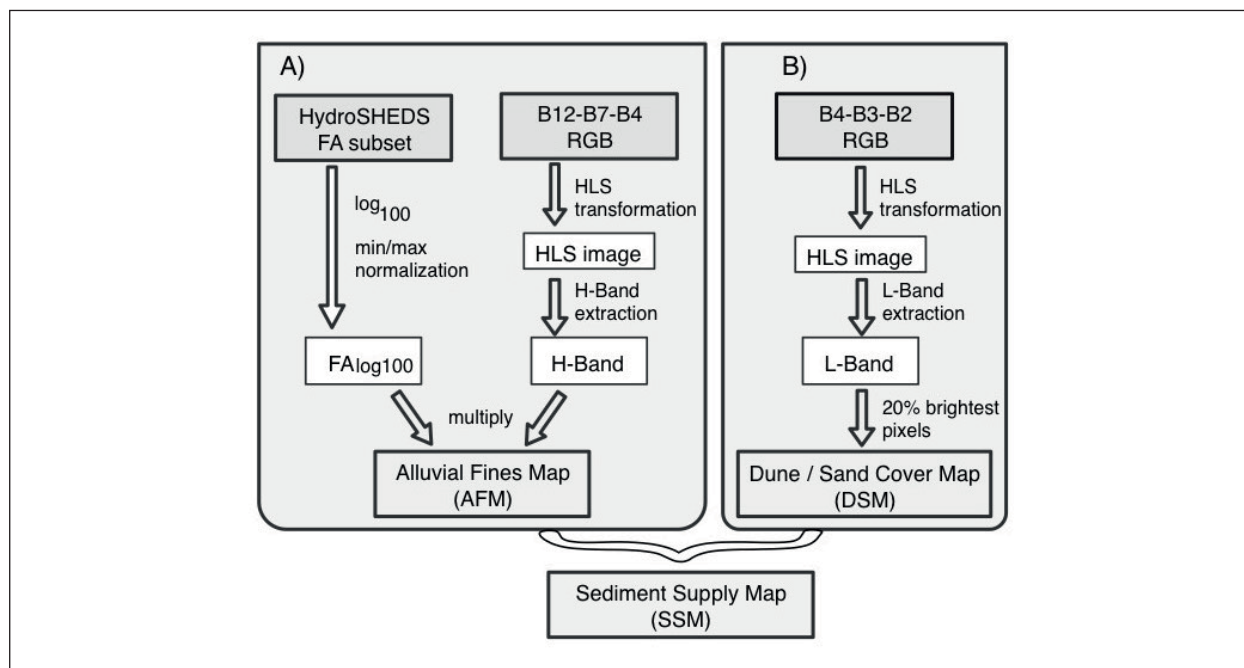 A)
HydroSHEDS
FA subset
log100
min/max
normalization
FAlog100
B12-B7-B4
RGB
HLS
transformation
HLS image
H-Band
extraction
H-Band
multiply
Alluvial Fines Map
(AFM)
B)
B4-B3-B2
RGB
HLS
transformation
HLS image
L-Band
extraction
L-Band
20% brightest
pixels
Dune / Sand Cover Map
(DSM)
Sediment Supply Map
(SSM)